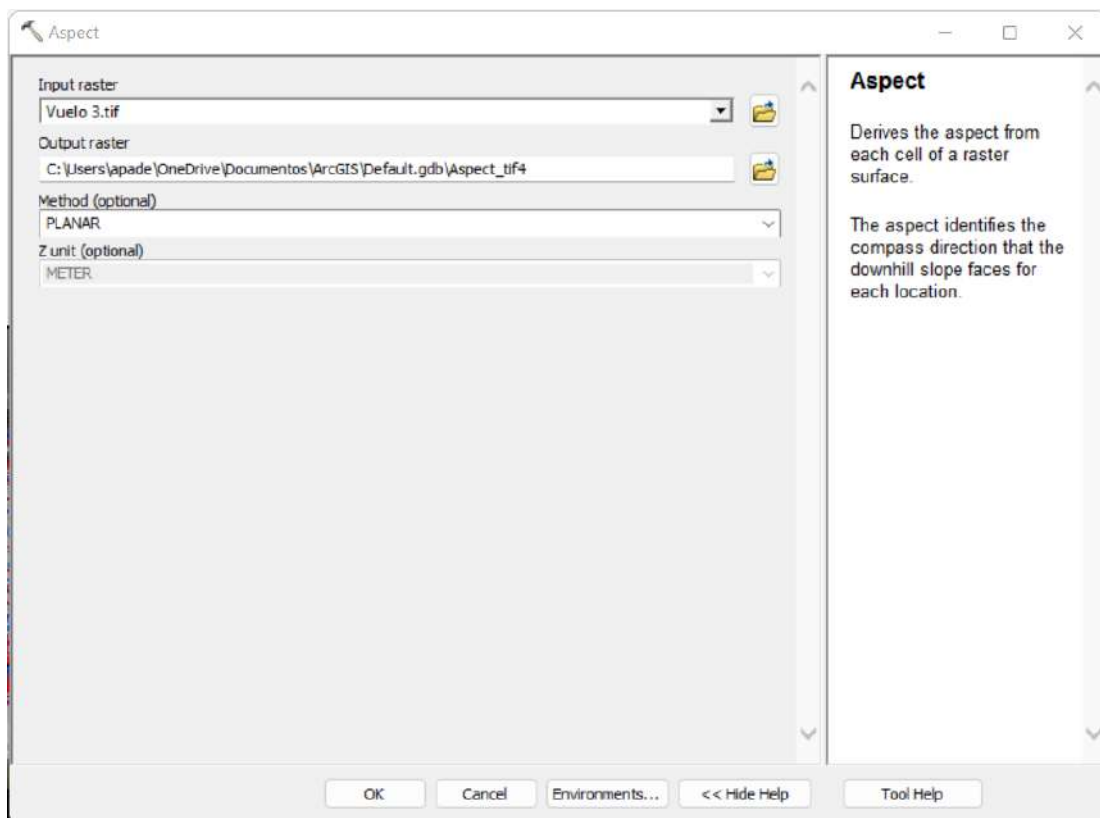 Aspect
Input raster
Vuelo 3.tif
Output raster
C:\Users\apade\OneDrive\Documentos\ArcGIS\Default.gdb\Aspect_tif4
Method (optional)
PLANAR
Z unit (optional)
METER
Aspect
Derives the aspect from
each cell of a raster
surface.
The aspect identifies the
compass direction that the
downhill slope faces for
each location.
OK
Cancel
Environments...
<< Hide Help
Tool Help